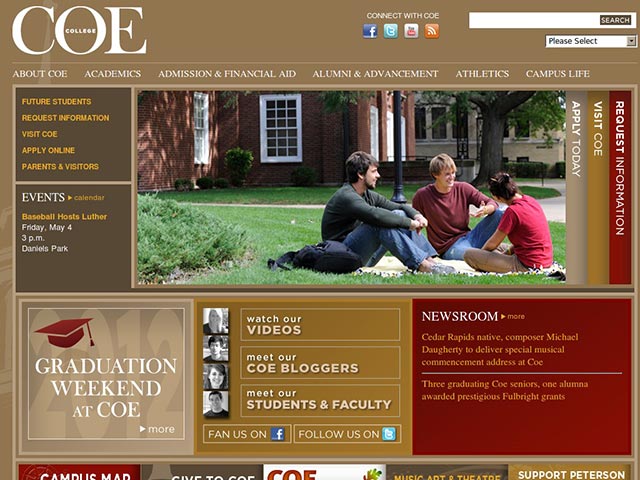 COE
COLLEGE
CONNECT WITH COE
SEARCH
Please Select
ABOUT COE
ACADEMICS
ADMISSION & FINANCIAL AID
ALUMNI & ADVANCEMENT
ATHLETICS
CAMPUS LIFE
FUTURE STUDENTS
REQUEST INFORMATION
VISIT COE
APPLY ONLINE
PARENTS & VISITORS
EVENTS calendar
Baseball Hosts Luther
Friday, May 4
3 p.m.
Daniels Park
APPLY TODAY
VISIT COE
REQUEST INFORMATION
2012
GRADUATION
WEEKEND
AT COE
more
watch our
VIDEOS
meet our
COE BLOGGERS
meet our
STUDENTS & FACULTY
FAN US ON
FOLLOW US ON
NEWSROOM more
Cedar Rapids native, composer Michael
Daugherty to deliver special musical
commencement address at Coe
Three graduating Coe seniors, one alumna
awarded prestigious Fulbright grants
CAMPUS MAP
GIVE TO COE
COE
MUSIC ART & THEATRE
SUPPORT PETERSON